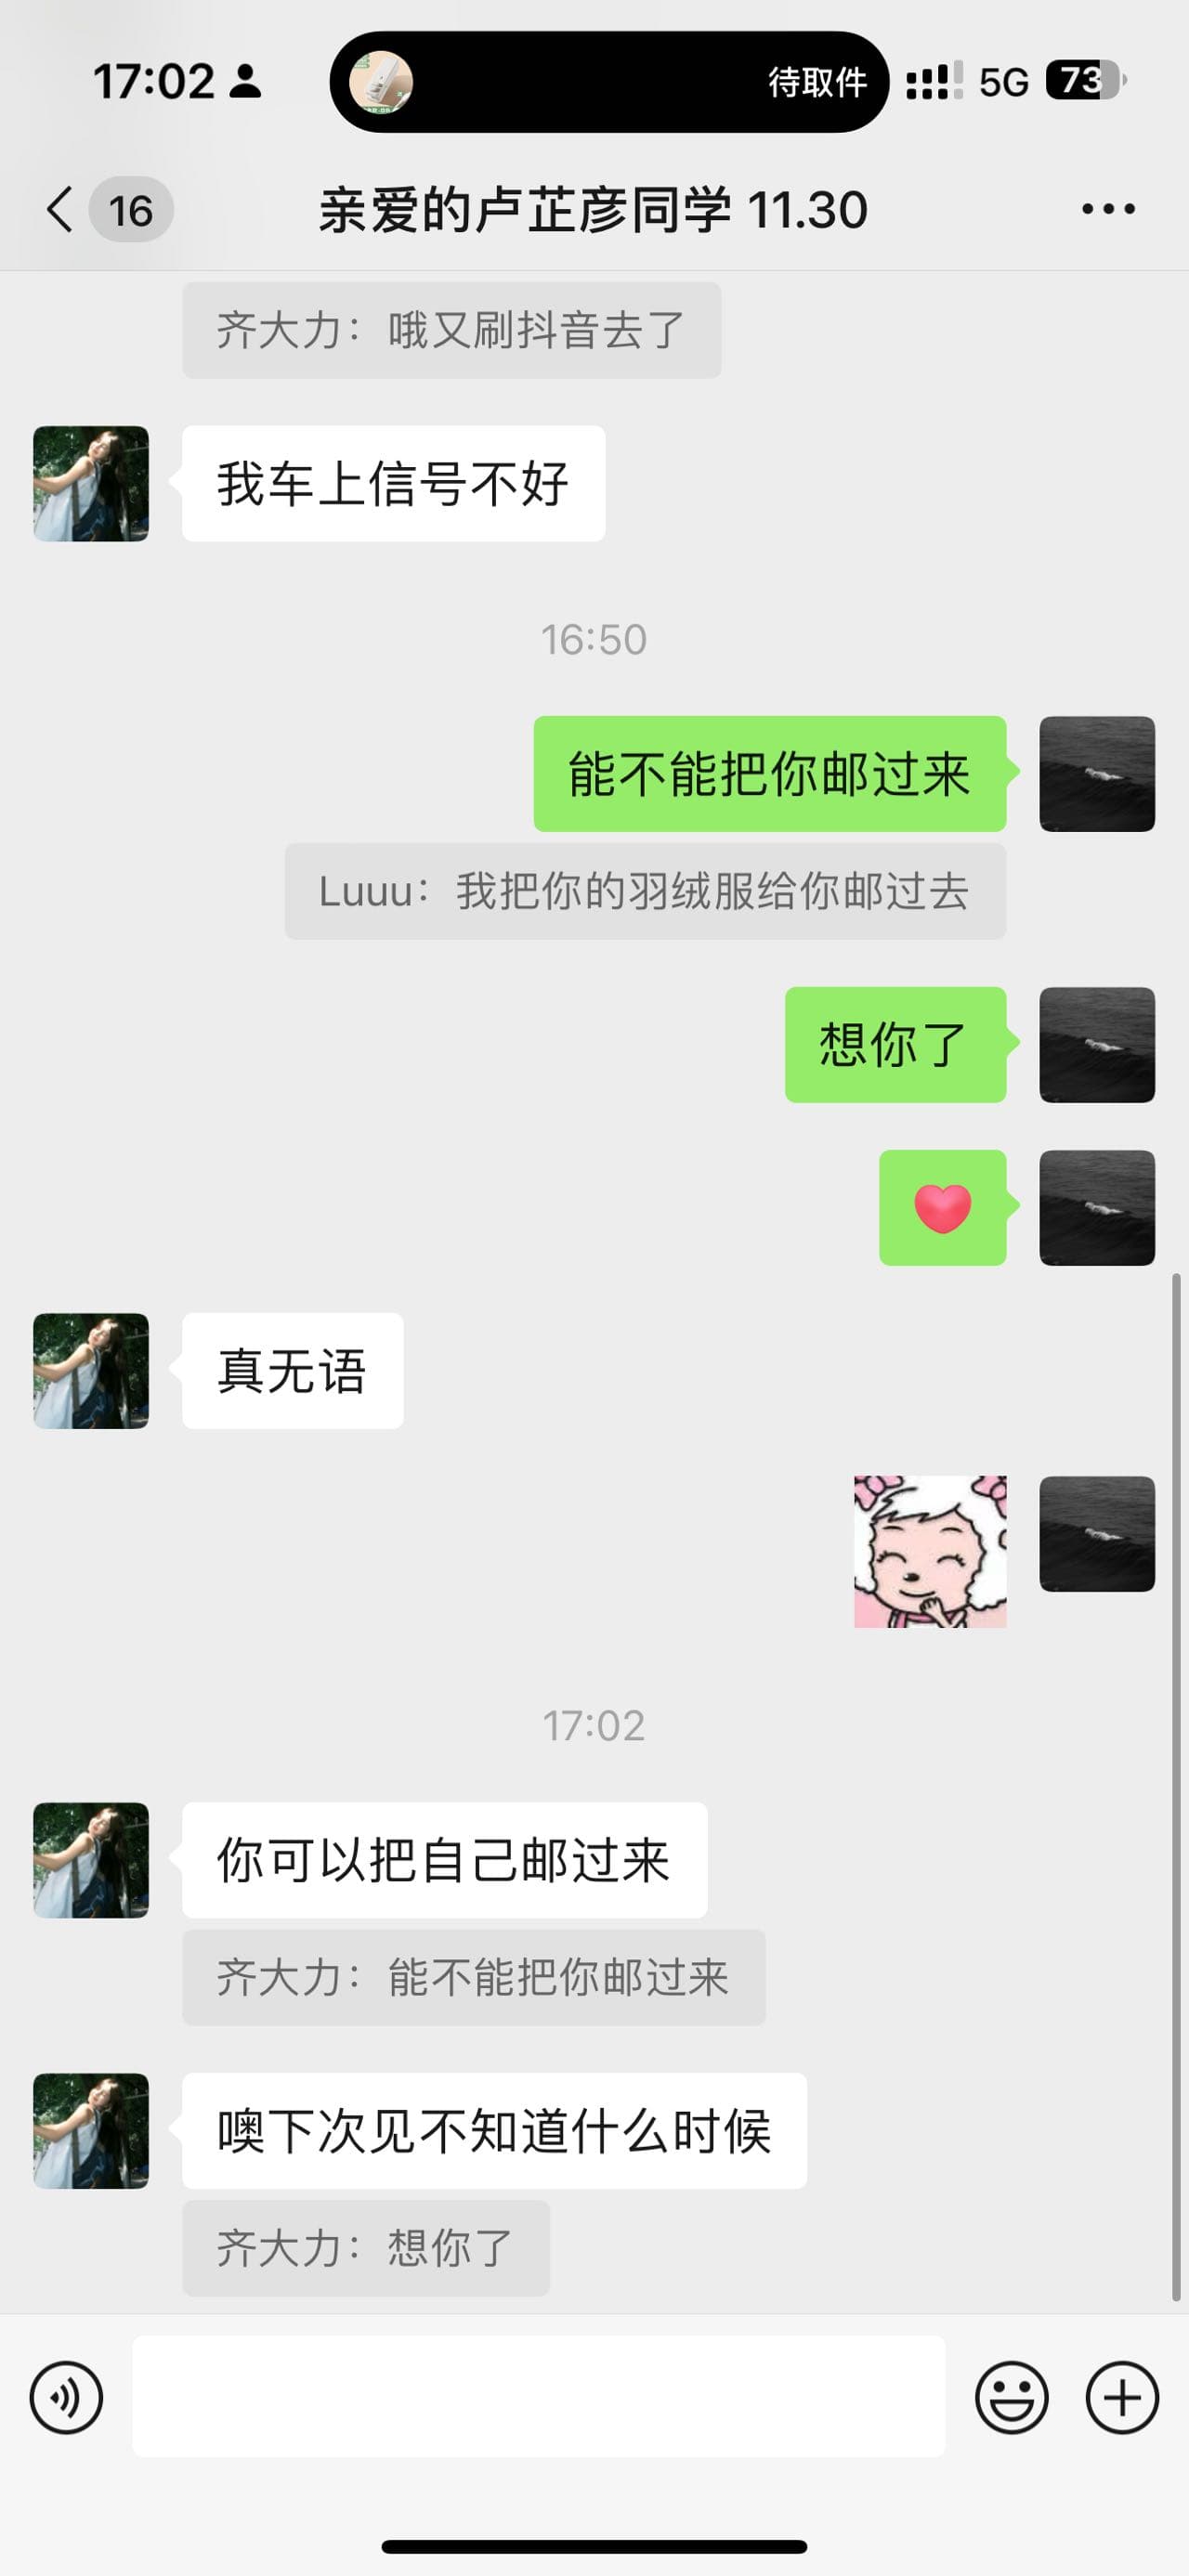 17:02
待取件
5G
73
16
亲爱的卢芷彦同学 11.30
齐大力：哦又刷抖音去了
我车上信号不好
16:50
能不能把你邮过来
Luuu：我把你的羽绒服给你邮过去
想你了
真无语
17:02
你可以把自己邮过来
齐大力：能不能把你邮过来
噢下次见不知道什么时候
齐大力：想你了